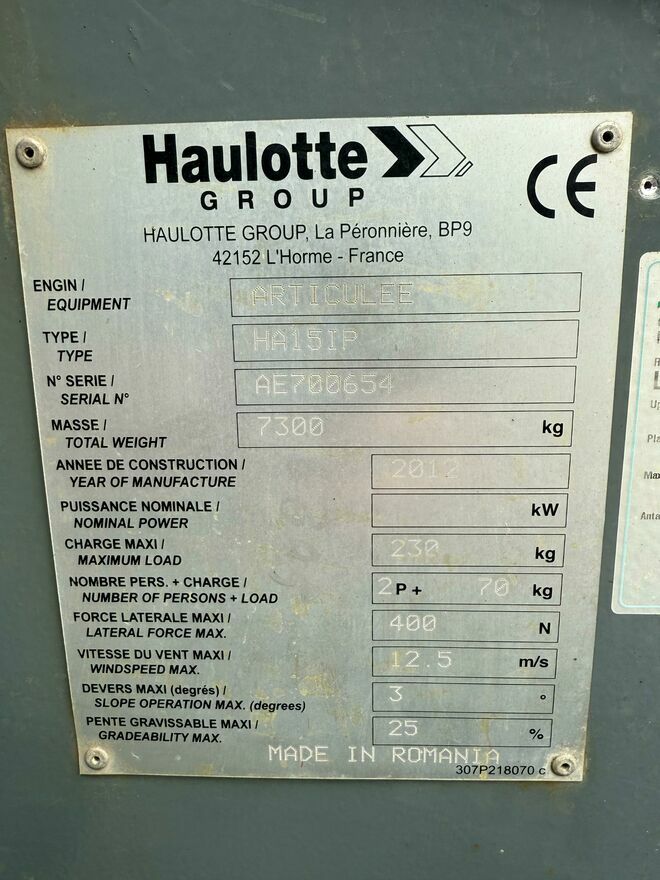 Haulotte
GROUP
CE
HAULOTTE GROUP, La Péronnière, BP9
42152 L'Horme - France
ENGIN /
EQUIPMENT ARTICULEE
TYPE /
TYPE HA15IP
N° SERIE /
SERIAL N° AE700654
MASSE /
TOTAL WEIGHT 7300 kg
ANNEE DE CONSTRUCTION /
YEAR OF MANUFACTURE 2012
PUISSANCE NOMINALE /
NOMINAL POWER kW
CHARGE MAXI /
MAXIMUM LOAD 230 kg
NOMBRE PERS. + CHARGE /
NUMBER OF PERSONS + LOAD 2 P + 70 kg
FORCE LATERALE MAXI /
LATERAL FORCE MAX. 400 N
VITESSE DU VENT MAXI /
WINDSPEED MAX. 12.5 m/s
DEVERS MAXI (degrés) /
SLOPE OPERATION MAX. (degrees) 3 °
PENTE GRAVISSABLE MAXI /
GRADEABILITY MAX. 25 %
MADE IN ROMANIA
307P218070 c